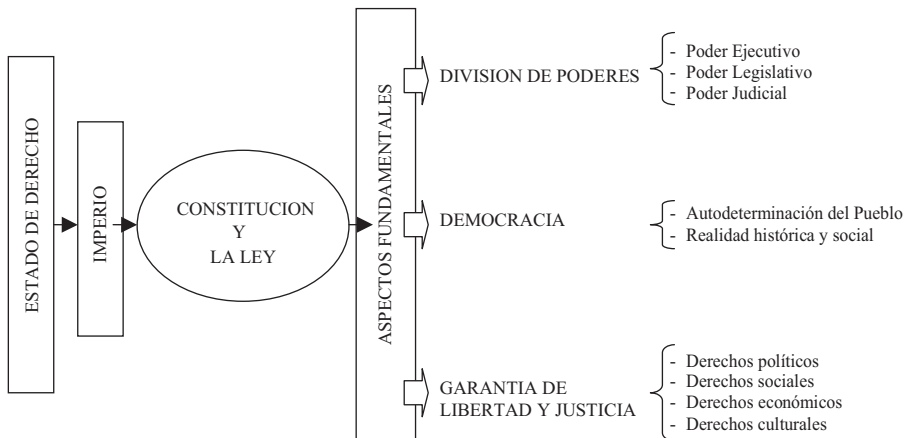 ESTADO DE DERECHO
IMPERIO
CONSTITUCION
Y
LA LEY
ASPECTOS FUNDAMENTALES
DIVISION DE PODERES
- Poder Ejecutivo
- Poder Legislativo
- Poder Judicial
DEMOCRACIA
- Autodeterminación del Pueblo
- Realidad histórica y social
GARANTIA DE
LIBERTAD Y JUSTICIA
- Derechos políticos
- Derechos sociales
- Derechos económicos
- Derechos culturales